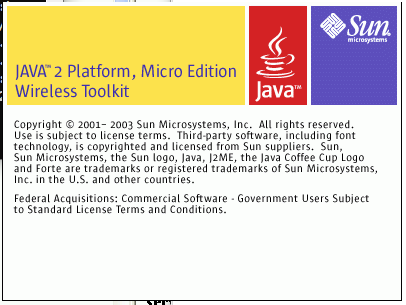 JAVA™ 2 Platform, Micro Edition
Wireless Toolkit
Java™
Sun
microsystems
Copyright © 2001– 2003 Sun Microsystems, Inc. All rights reserved.
Use is subject to license terms. Third-party software, including font
technology, is copyrighted and licensed from Sun suppliers. Sun,
Sun Microsystems, the Sun logo, Java, J2ME, the Java Coffee Cup Logo
and Forte are trademarks or registered trademarks of Sun Microsystems,
Inc. in the U.S. and other countries.
Federal Acquisitions: Commercial Software - Government Users Subject
to Standard License Terms and Conditions.